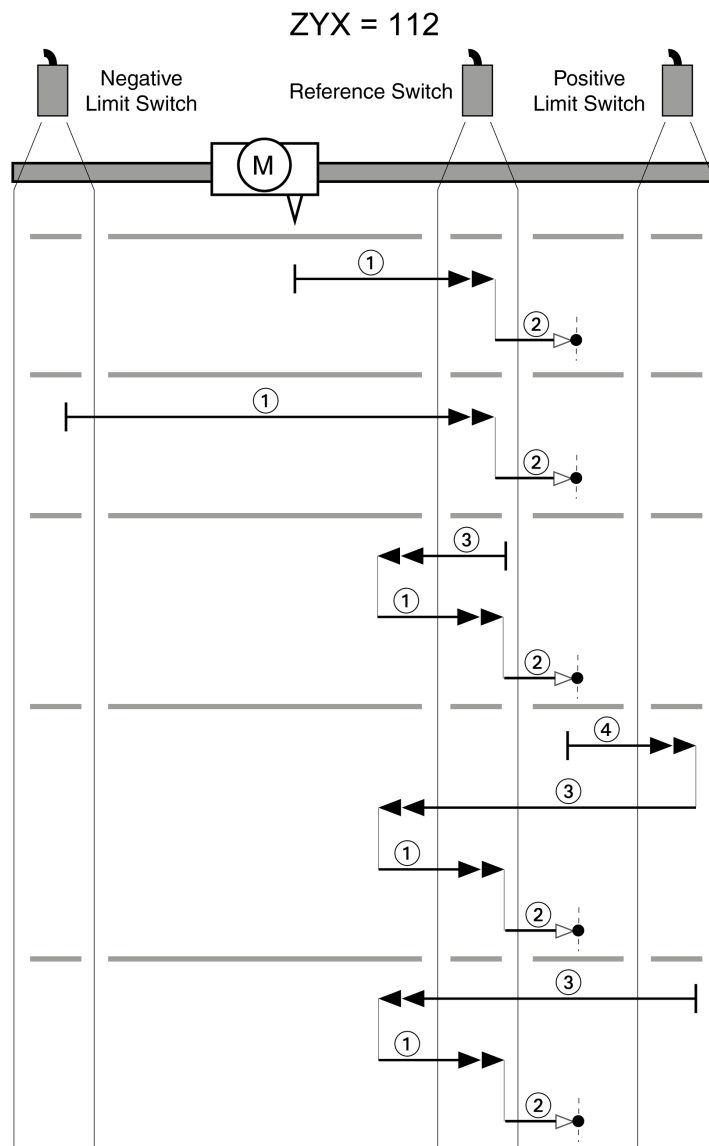 ZYX = 112
Negative
Limit Switch
Reference Switch
Positive
Limit Switch
M
1
2
1
2
3
1
2
4
3
1
2
3
1
2